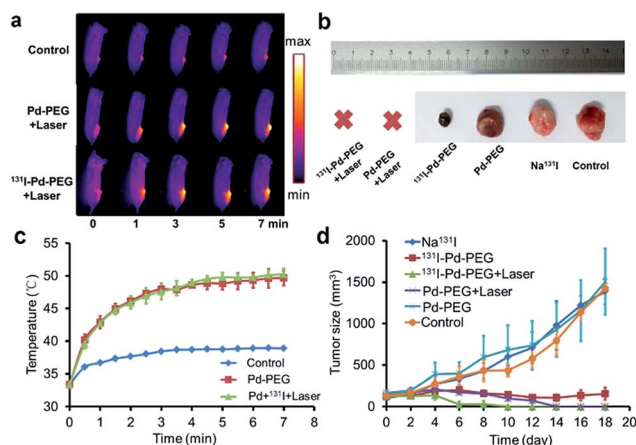 a
Control
Pd-PEG
+Laser
¹³¹I-Pd-PEG
+Laser
0 1 3 5 7 min
max
min
b
0 1 2 3 4 5 6 7 8 9 10 11 12 13 14
¹³¹I-Pd-PEG
+Laser
Pd-PEG
+Laser
¹³¹I-Pd-PEG
Pd-PEG
Na¹³¹I
Control
c
Temperature (℃)
55
50
45
40
35
30
Control
Pd-PEG
Pd+¹³¹I+Laser
0 1 2 3 4 5 6 7 8
Time (min)
d
Tumor size (mm³)
2000
1500
1000
500
0
Na¹³¹I
¹³¹I-Pd-PEG
¹³¹I-Pd-PEG+Laser
Pd-PEG+Laser
Pd-PEG
Control
0 2 4 6 8 10 12 14 16 18 20
Time (day)